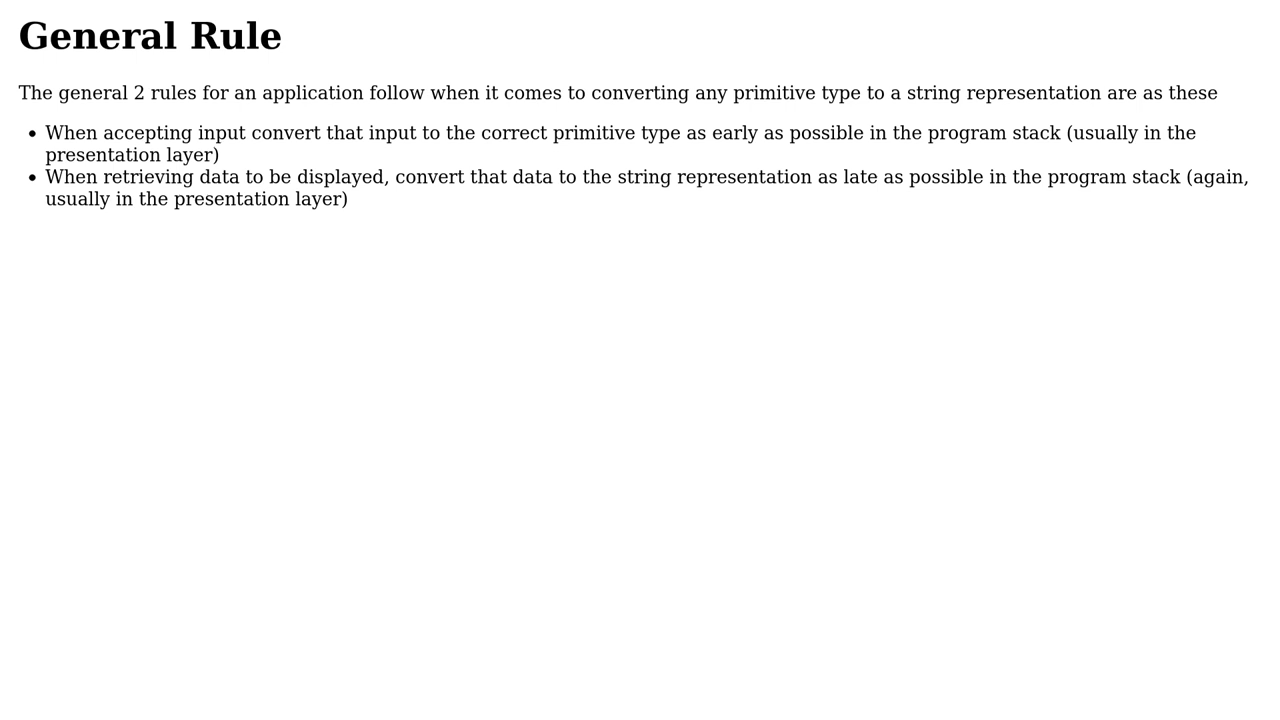 General Rule
The general 2 rules for an application follow when it comes to converting any primitive type to a string representation are as these
• When accepting input convert that input to the correct primitive type as early as possible in the program stack (usually in the
presentation layer)
• When retrieving data to be displayed, convert that data to the string representation as late as possible in the program stack (again,
usually in the presentation layer)